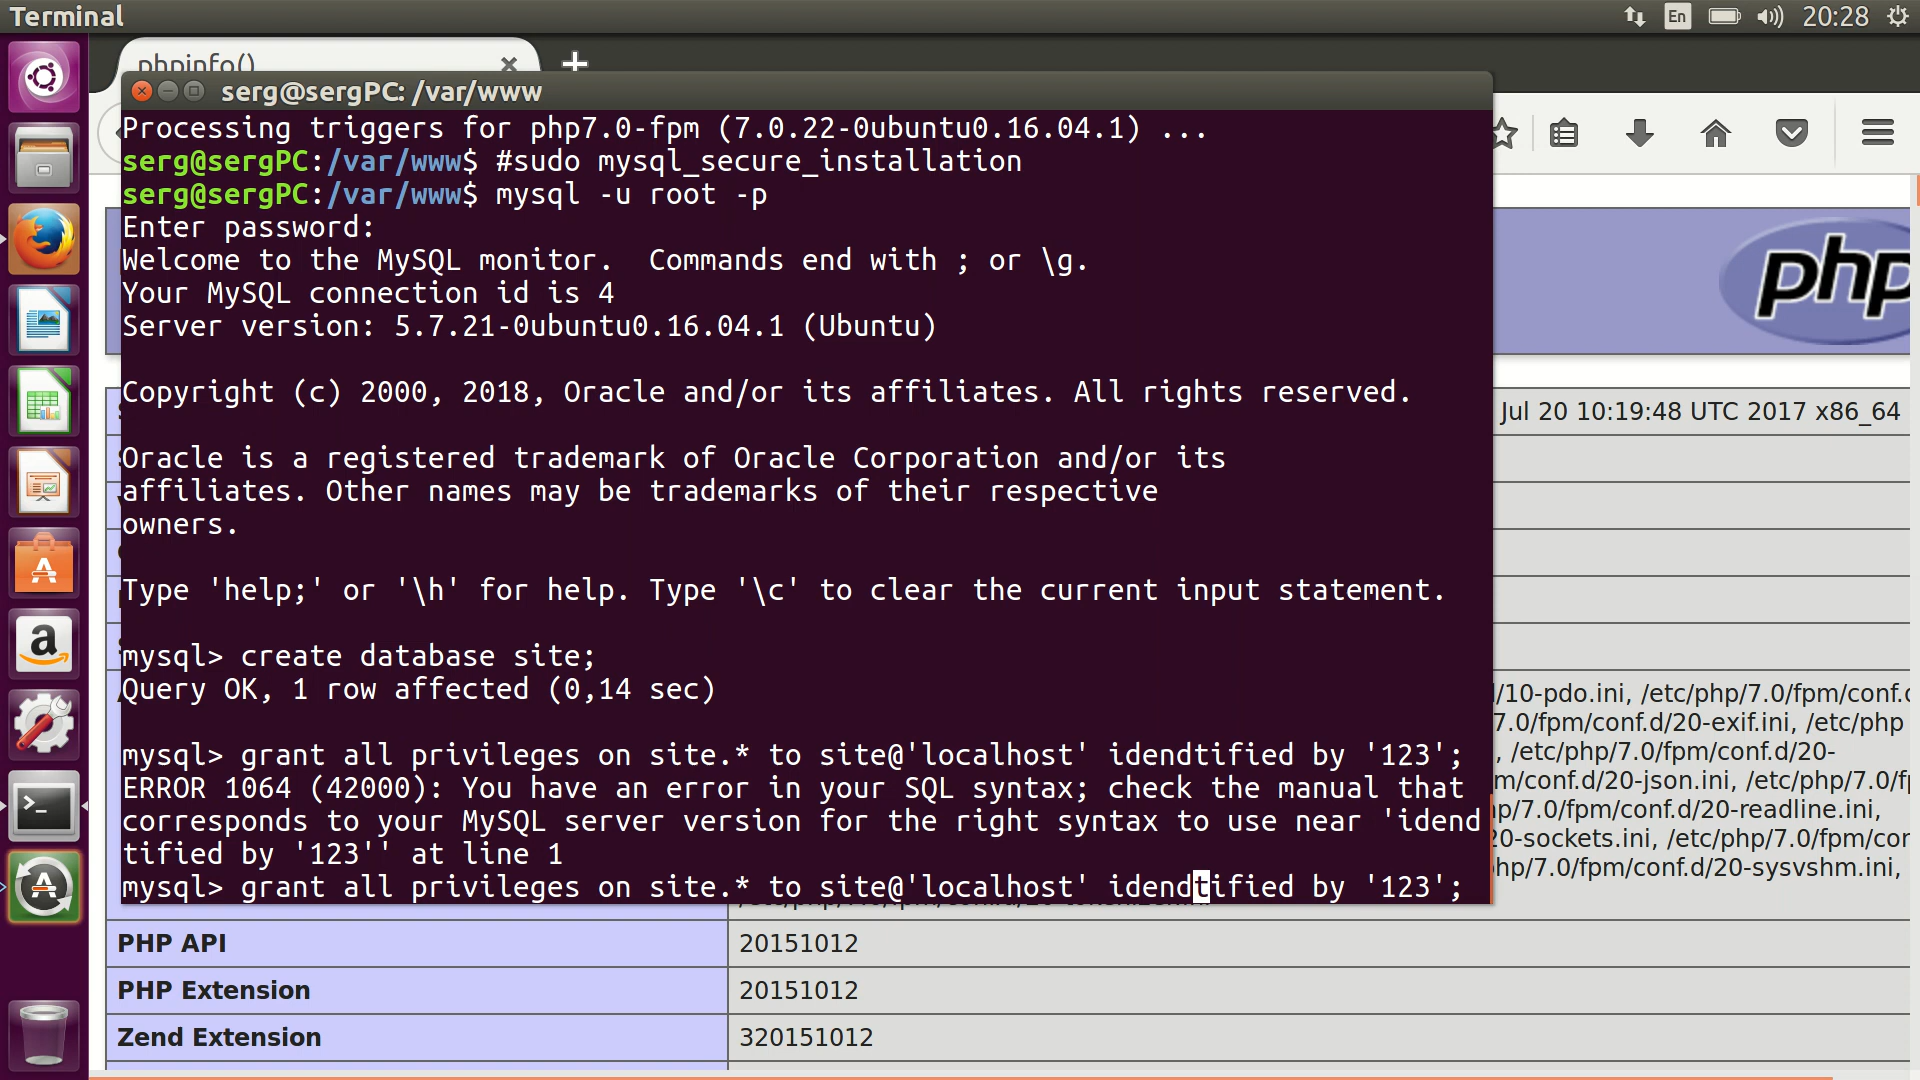 Terminal
En
20:28
phpinfo()
serg@sergPC: /var/www
Processing triggers for php7.0-fpm (7.0.22-0ubuntu0.16.04.1) ...
serg@sergPC:/var/www$ #sudo mysql_secure_installation
serg@sergPC:/var/www$ mysql -u root -p
Enter password:
Welcome to the MySQL monitor.  Commands end with ; or \g.
Your MySQL connection id is 4
Server version: 5.7.21-0ubuntu0.16.04.1 (Ubuntu)
Copyright (c) 2000, 2018, Oracle and/or its affiliates. All rights reserved.
Oracle is a registered trademark of Oracle Corporation and/or its
affiliates. Other names may be trademarks of their respective
owners.
Type 'help;' or '\h' for help. Type '\c' to clear the current input statement.
mysql> create database site;
Query OK, 1 row affected (0,14 sec)
mysql> grant all privileges on site.* to site@'localhost' idendtified by '123';
ERROR 1064 (42000): You have an error in your SQL syntax; check the manual that
corresponds to your MySQL server version for the right syntax to use near 'idend
tified by '123'' at line 1
mysql> grant all privileges on site.* to site@'localhost' idendtified by '123';
php
Jul 20 10:19:48 UTC 2017 x86_64
/10-pdo.ini, /etc/php/7.0/fpm/conf.d
7.0/fpm/conf.d/20-exif.ini, /etc/php
, /etc/php/7.0/fpm/conf.d/20-
m/conf.d/20-json.ini, /etc/php/7.0/fp
/7.0/fpm/conf.d/20-readline.ini,
20-sockets.ini, /etc/php/7.0/fpm/con
hp/7.0/fpm/conf.d/20-sysvshm.ini,
PHP API 20151012
PHP Extension 20151012
Zend Extension 320151012